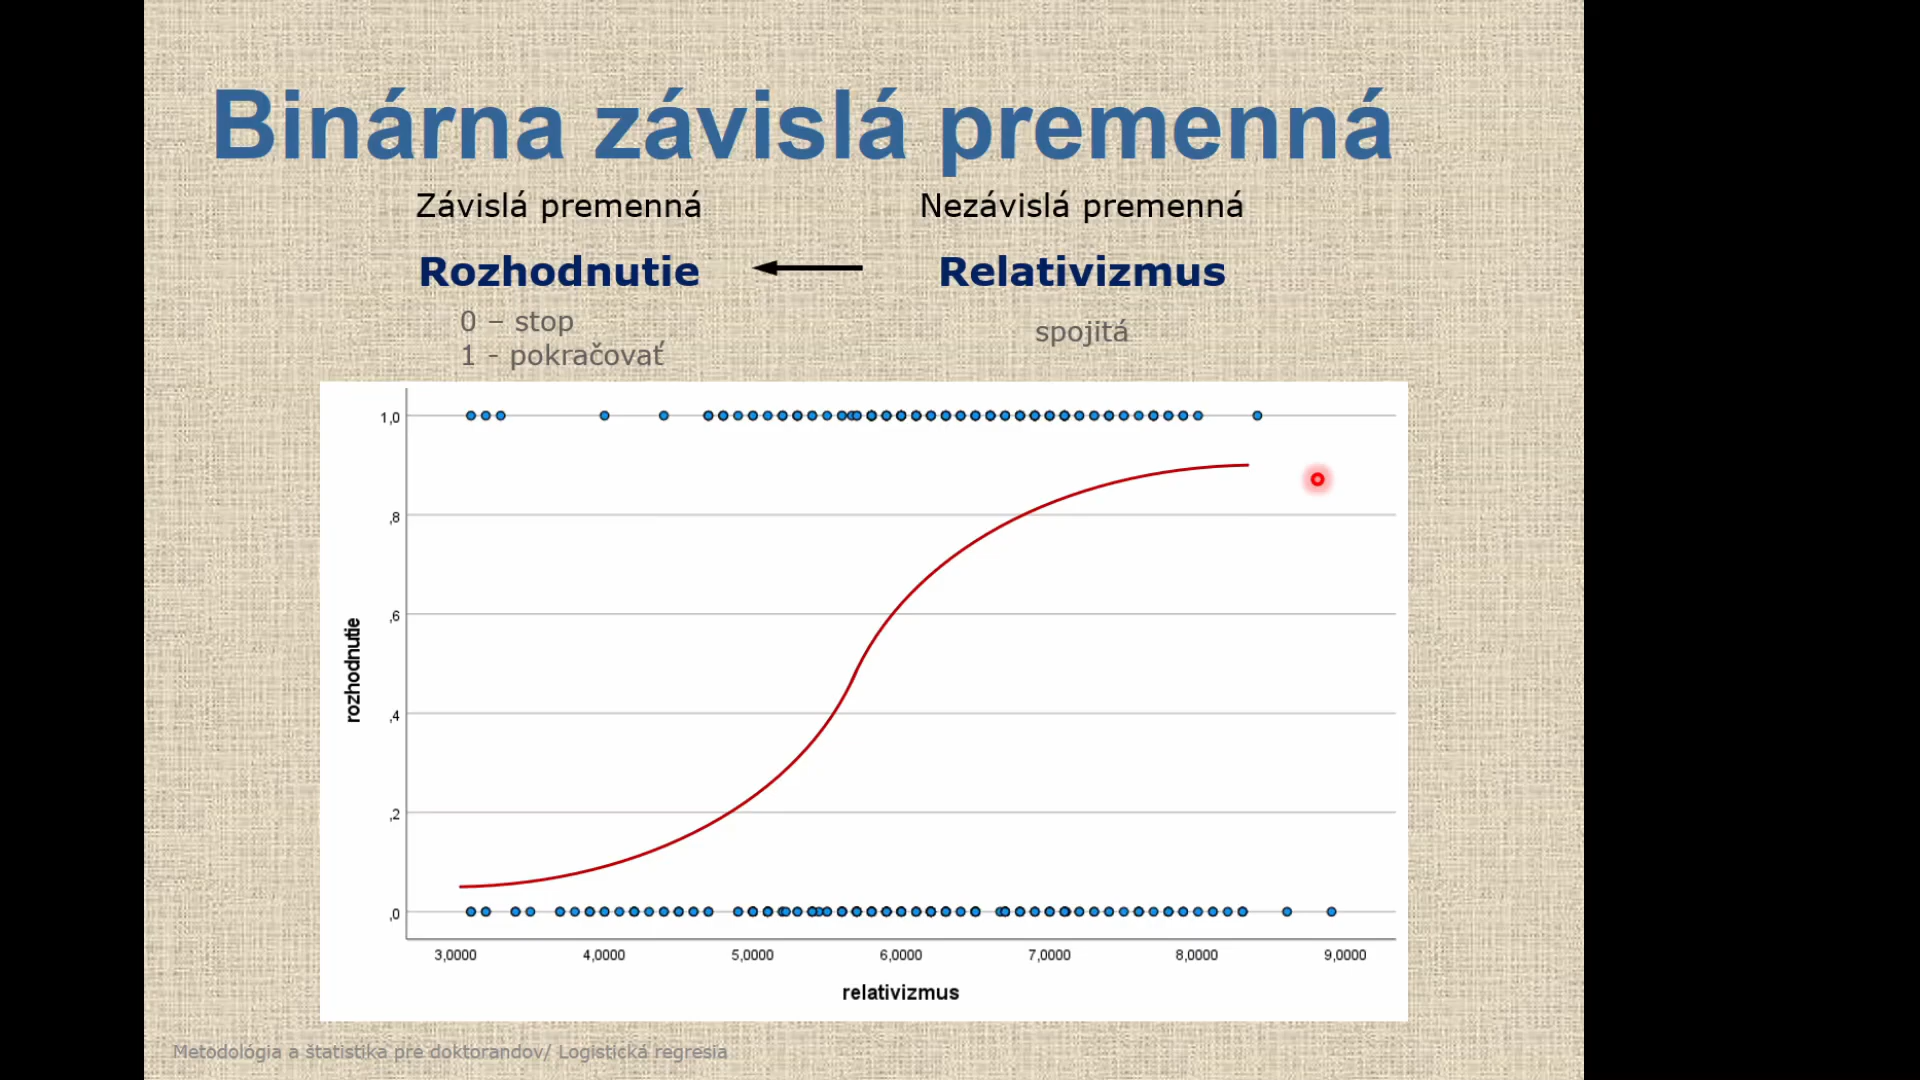 Binárna závislá premenná
Závislá premenná
Nezávislá premenná
Rozhodnutie
Relativizmus
0 – stop
1 - pokračovať
spojitá
1,0
,8
,6
,4
,2
,0
rozhodnutie
3,0000 4,0000 5,0000 6,0000 7,0000 8,0000 9,0000
relativizmus
Metodológia a štatistika pre doktorandov/ Logistická regresia